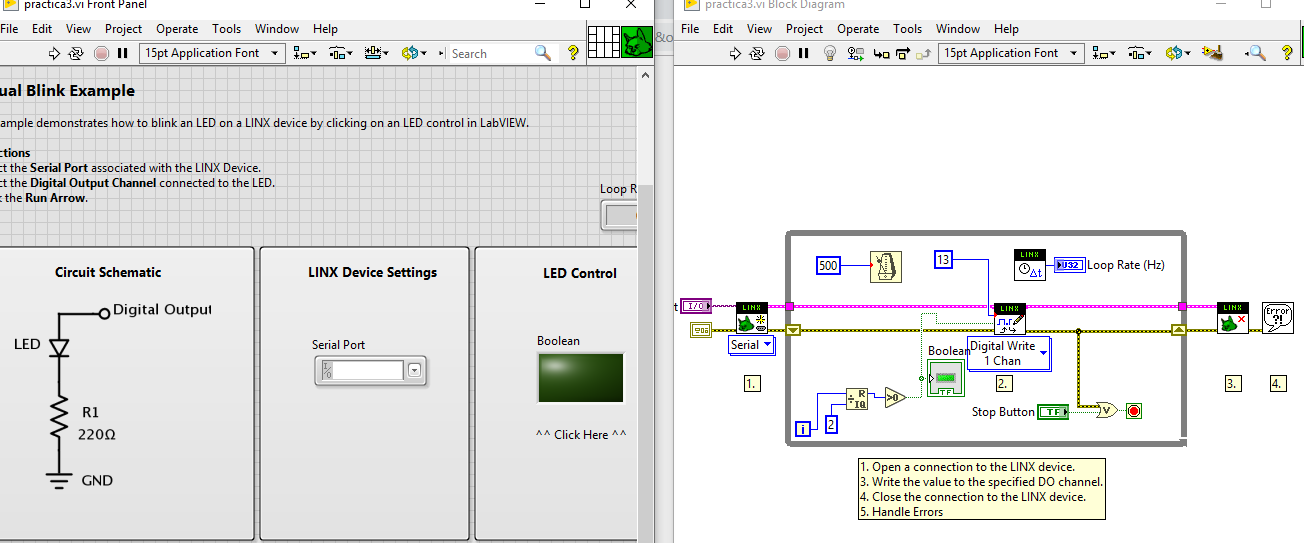 practica3.vi Front Panel
File Edit View Project Operate Tools Window Help
15pt Application Font
Search
ual Blink Example
ample demonstrates how to blink an LED on a LINX device by clicking on an LED control in LabVIEW.
ctions
ct the Serial Port associated with the LINX Device.
ct the Digital Output Channel connected to the LED.
the Run Arrow.
Loop R
Circuit Schematic
Digital Output
LED
R1
220Ω
GND
LINX Device Settings
Serial Port
I/O
LED Control
Boolean
^^ Click Here ^^
&o
practica3.vi Block Diagram
File Edit View Project Operate Tools Window Help
15pt Application Font
500
13
LINX
Δt
U32
Loop Rate (Hz)
t
I/O
LINX
Serial
1.
LINX
Digital Write
1 Chan
2.
Boolean
TF
R
IQ
>0
i
2
Stop Button
TF
V
LINX
3.
Error
?!
4.
1. Open a connection to the LINX device.
3. Write the value to the specified DO channel.
4. Close the connection to the LINX device.
5. Handle Errors